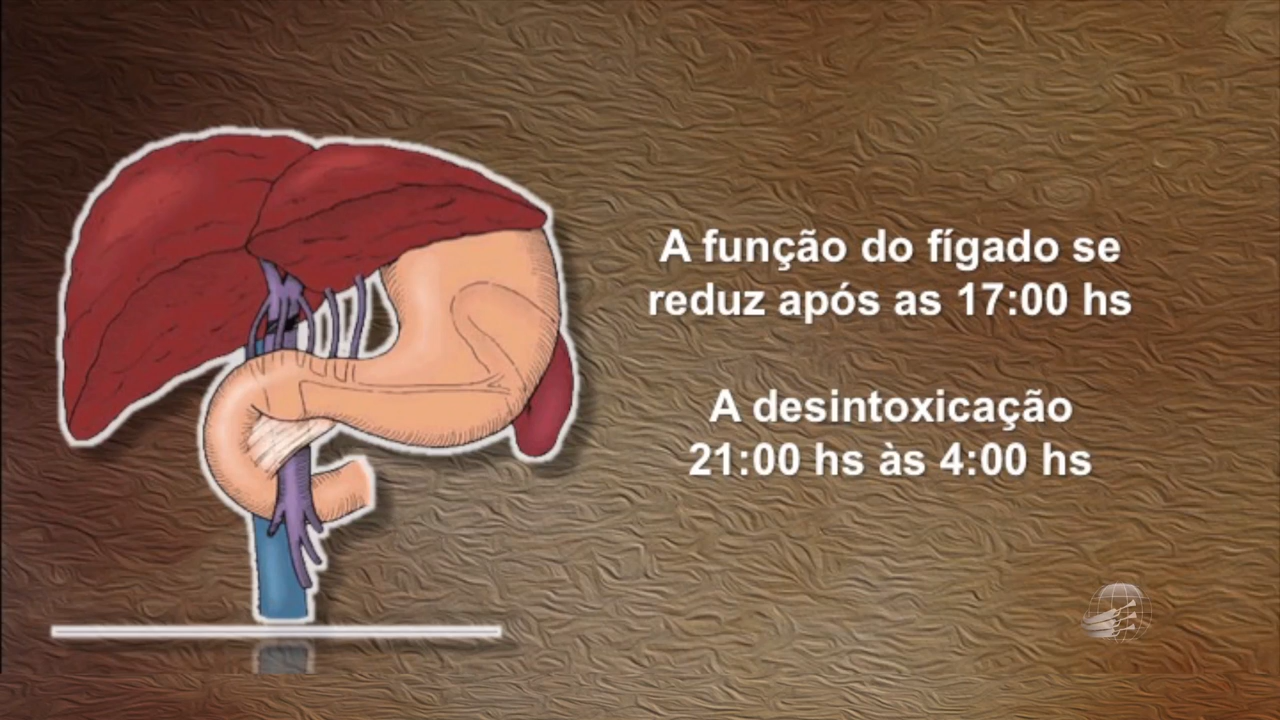 A função do fígado se
reduz após as 17:00 hs
A desintoxicação
21:00 hs às 4:00 hs